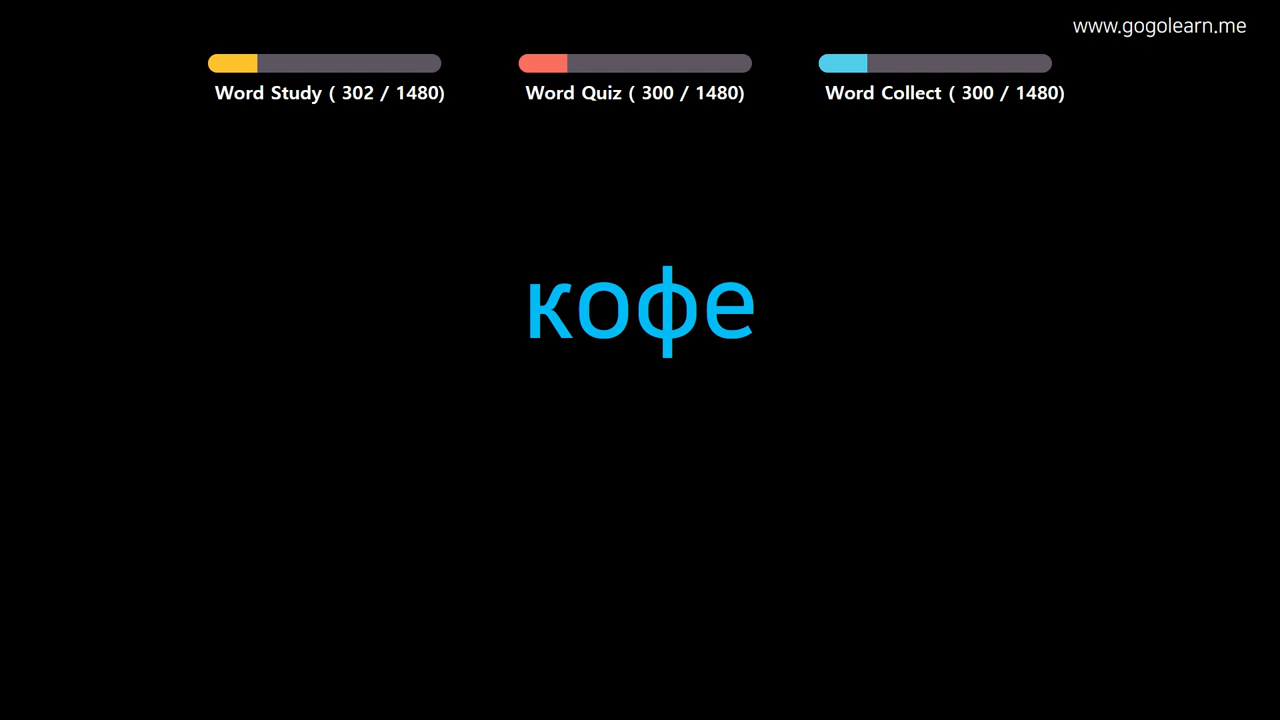 www.gogolearn.me
Word Study ( 302 / 1480)
Word Quiz ( 300 / 1480)
Word Collect ( 300 / 1480)
кофе